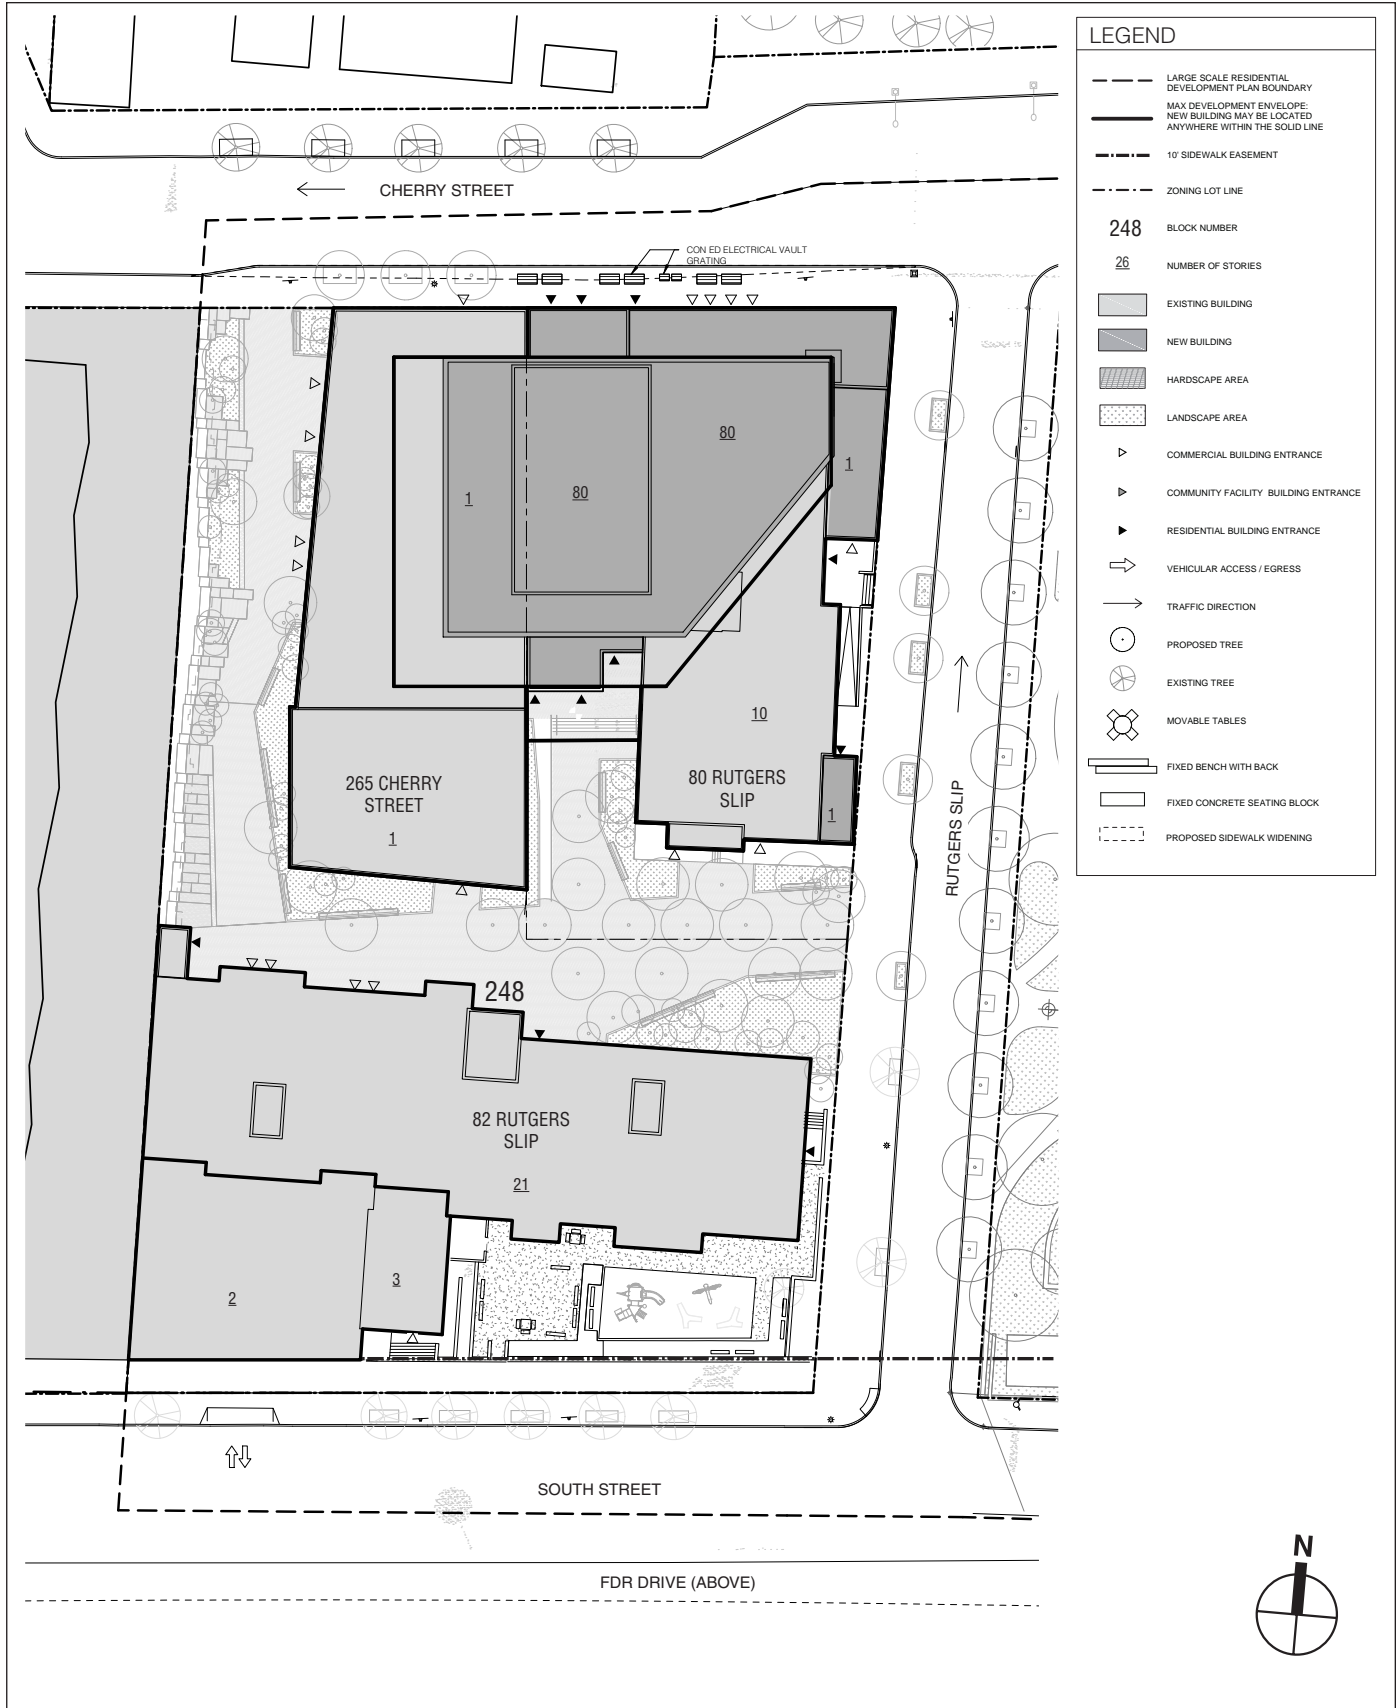 LEGEND
LARGE SCALE RESIDENTIAL
DEVELOPMENT PLAN BOUNDARY
MAX DEVELOPMENT ENVELOPE:
NEW BUILDING MAY BE LOCATED
ANYWHERE WITHIN THE SOLID LINE
10' SIDEWALK EASEMENT
ZONING LOT LINE
248 BLOCK NUMBER
26 NUMBER OF STORIES
EXISTING BUILDING
NEW BUILDING
HARDSCAPE AREA
LANDSCAPE AREA
COMMERCIAL BUILDING ENTRANCE
COMMUNITY FACILITY BUILDING ENTRANCE
RESIDENTIAL BUILDING ENTRANCE
VEHICULAR ACCESS / EGRESS
TRAFFIC DIRECTION
PROPOSED TREE
EXISTING TREE
MOVABLE TABLES
FIXED BENCH WITH BACK
FIXED CONCRETE SEATING BLOCK
PROPOSED SIDEWALK WIDENING
CHERRY STREET
CON ED ELECTRICAL VAULT
GRATING
80
1
80
1
10
80 RUTGERS
SLIP
1
265 CHERRY
STREET
1
RUTGERS SLIP
248
82 RUTGERS
SLIP
21
3
2
SOUTH STREET
FDR DRIVE (ABOVE)
N